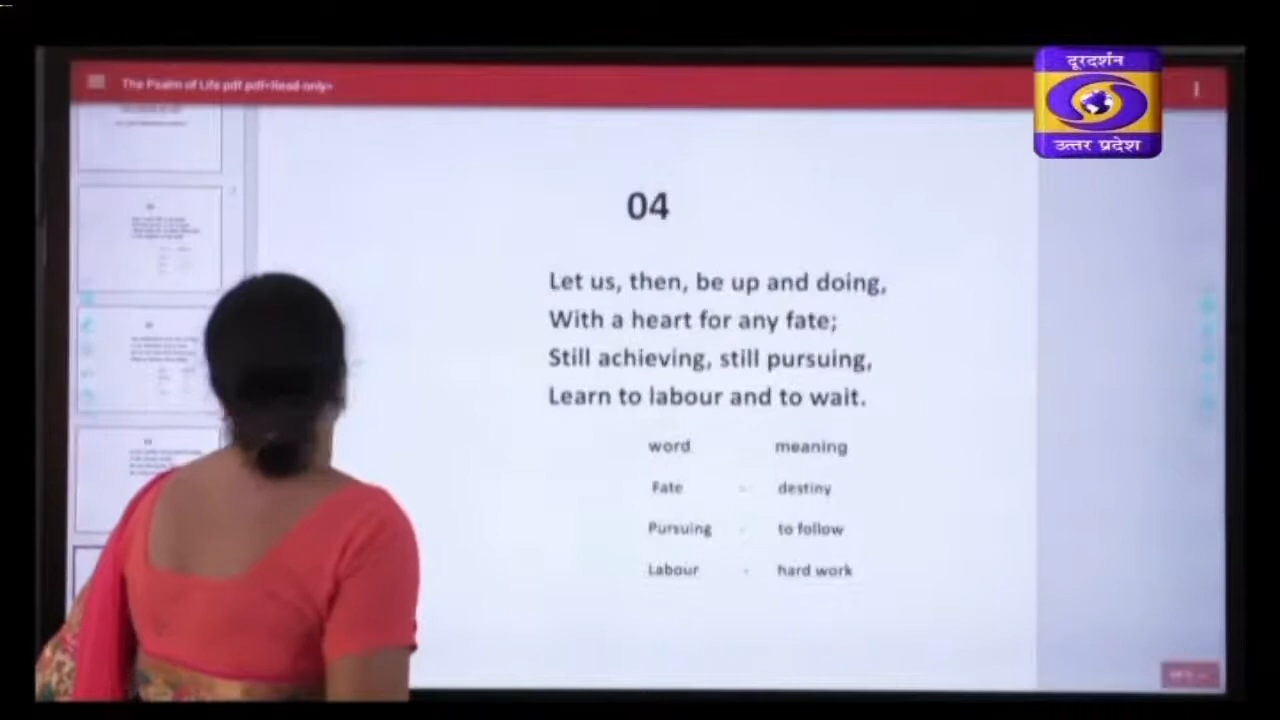 The Psalm of Life pdf.pdf<Read only>
दूरदर्शन
उत्तर प्रदेश
04
Let us, then, be up and doing,
With a heart for any fate;
Still achieving, still pursuing,
Learn to labour and to wait.
word meaning
Fate - destiny
Pursuing - to follow
Labour - hard work